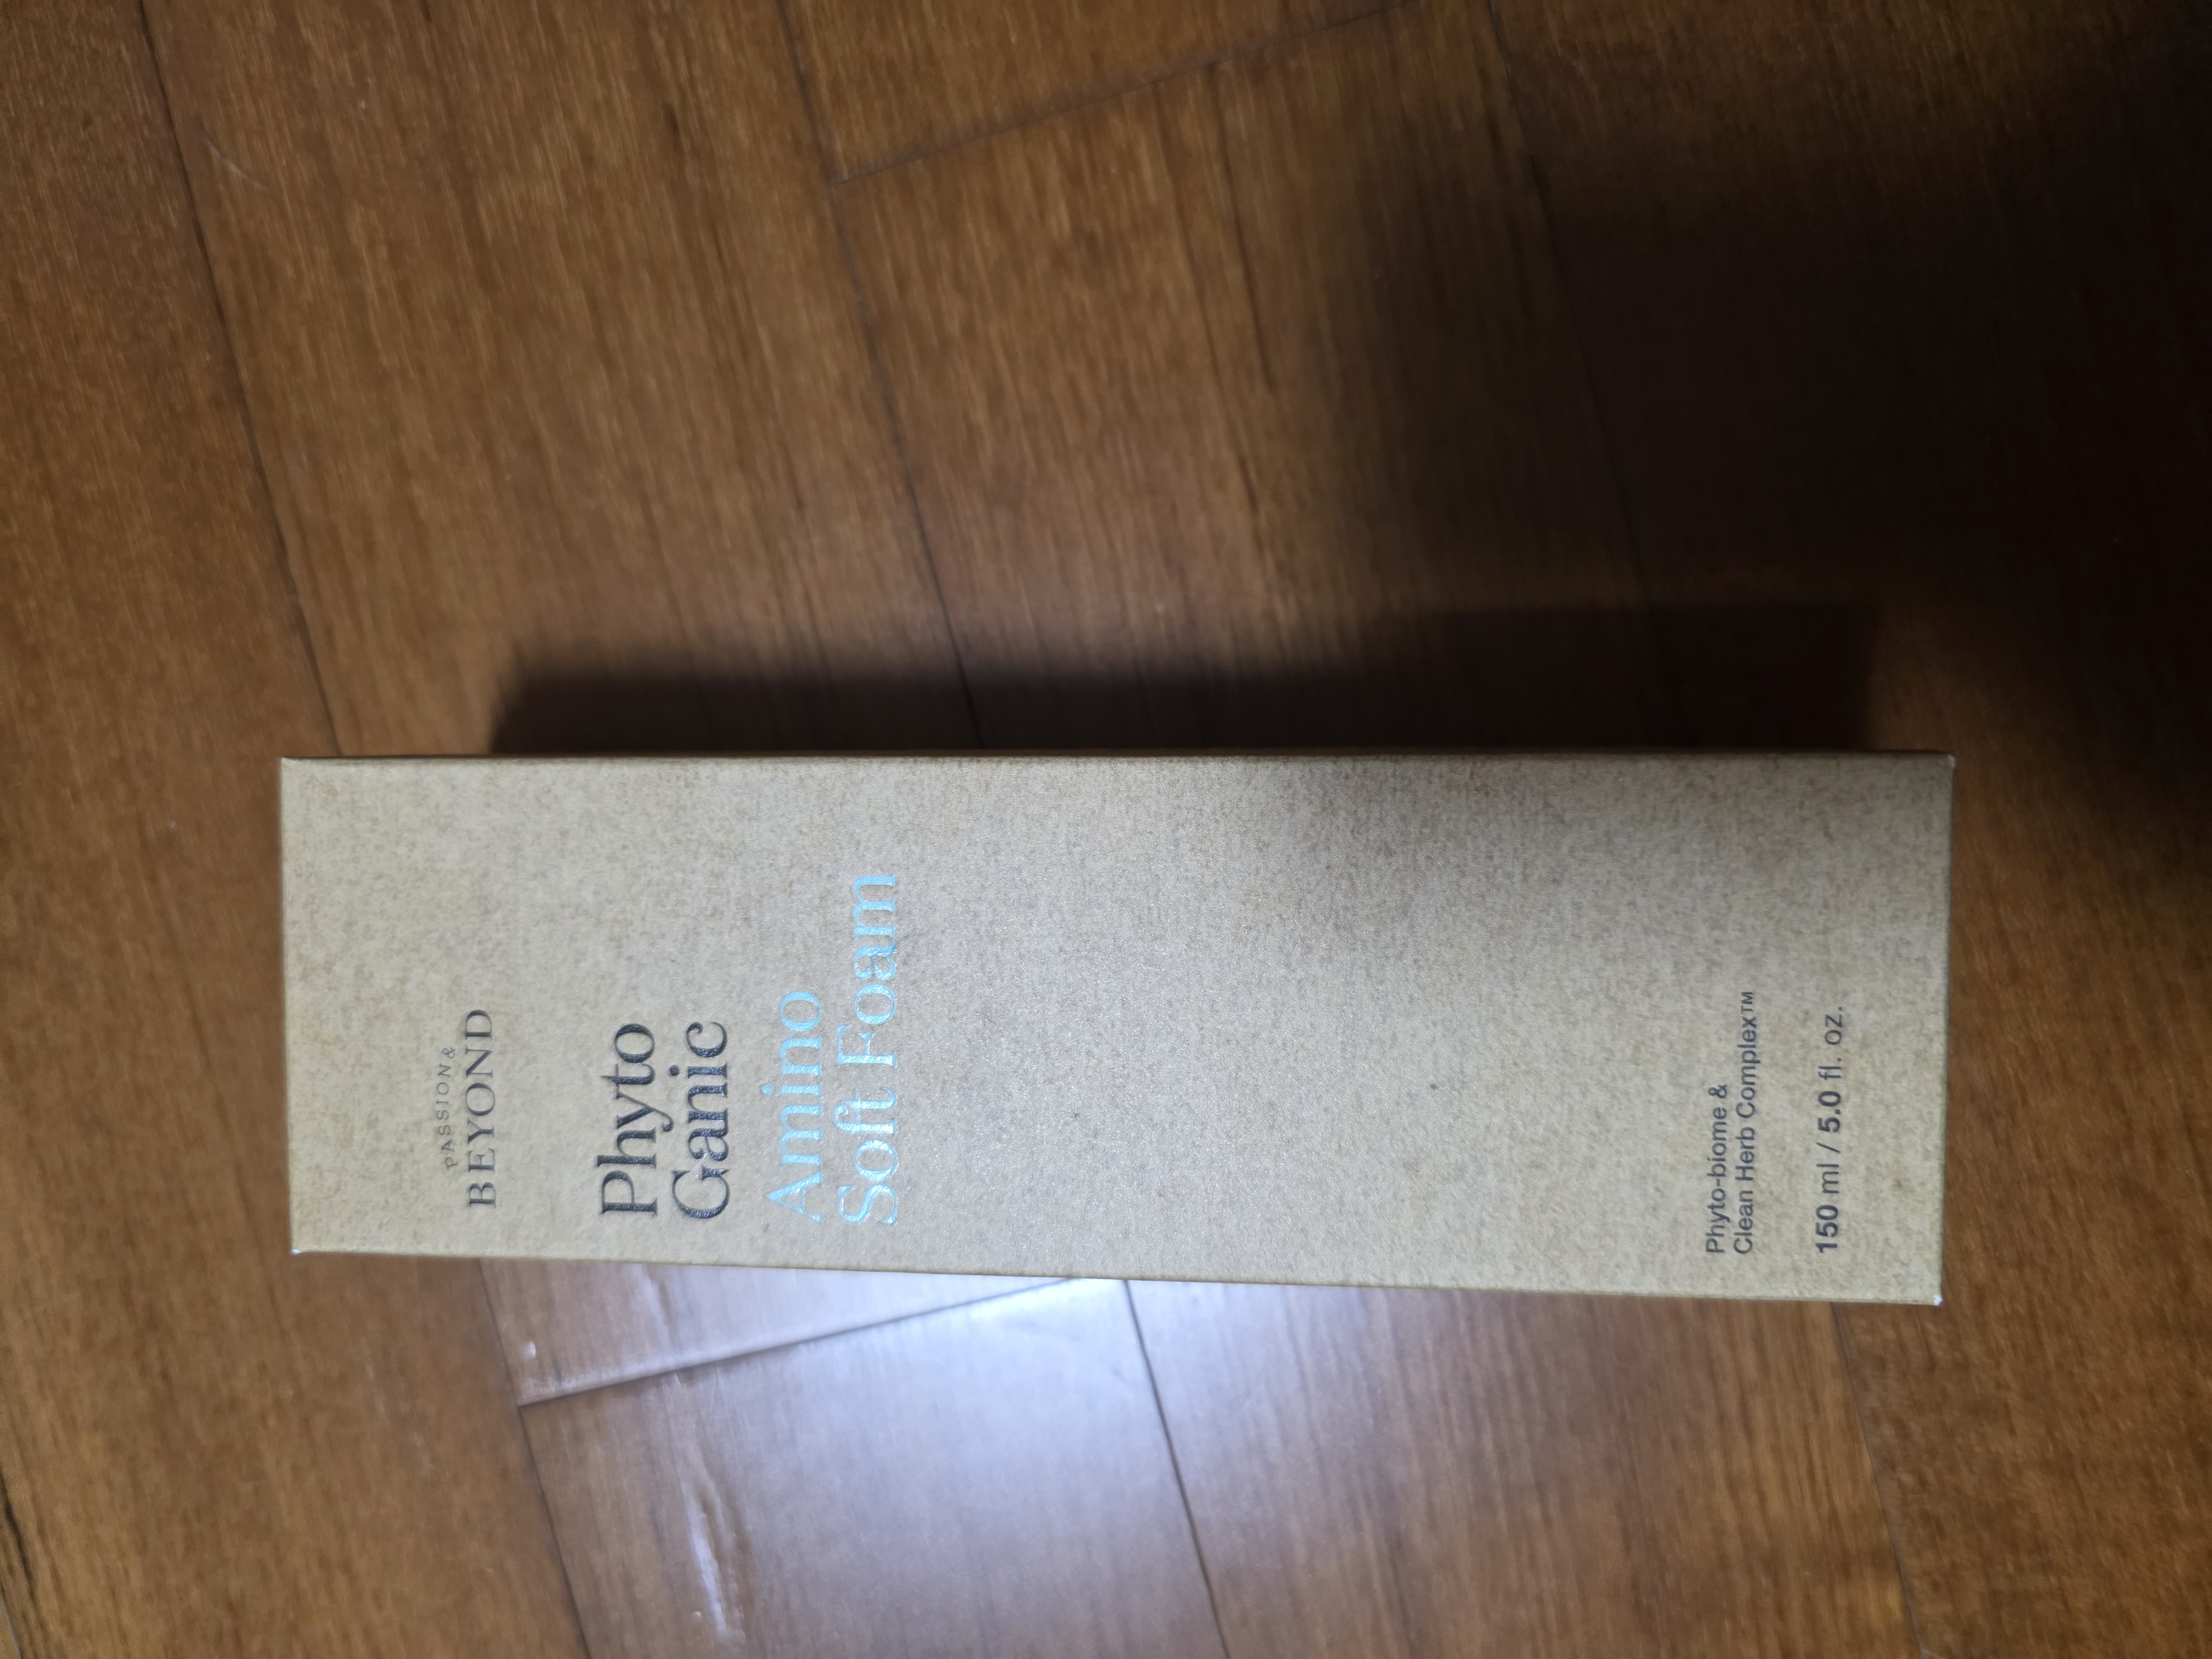 PASSION &
BEYOND
Phyto
Ganic
Amino
Soft Foam
Phyto-biome &
Clean Herb Complex™
150 ml / 5.0 fl. oz.